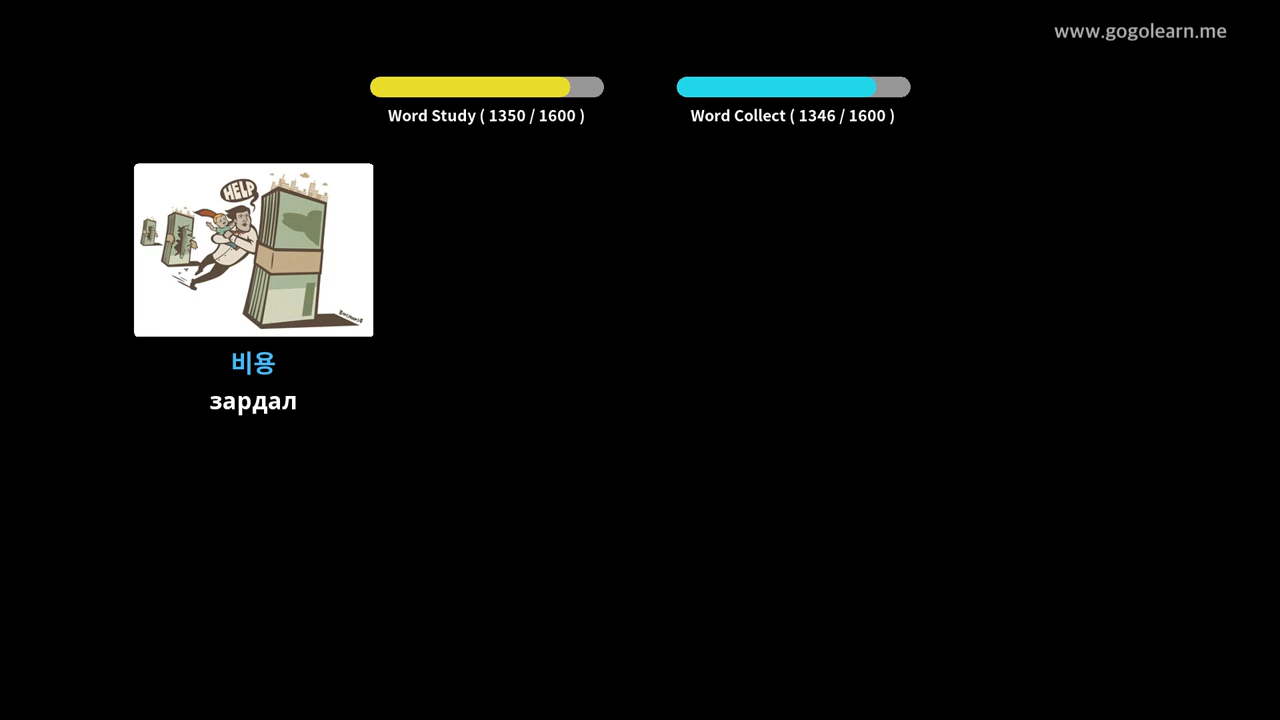 www.gogolearn.me
Word Study ( 1350 / 1600 )
Word Collect ( 1346 / 1600 )
HELP
비용
зардал